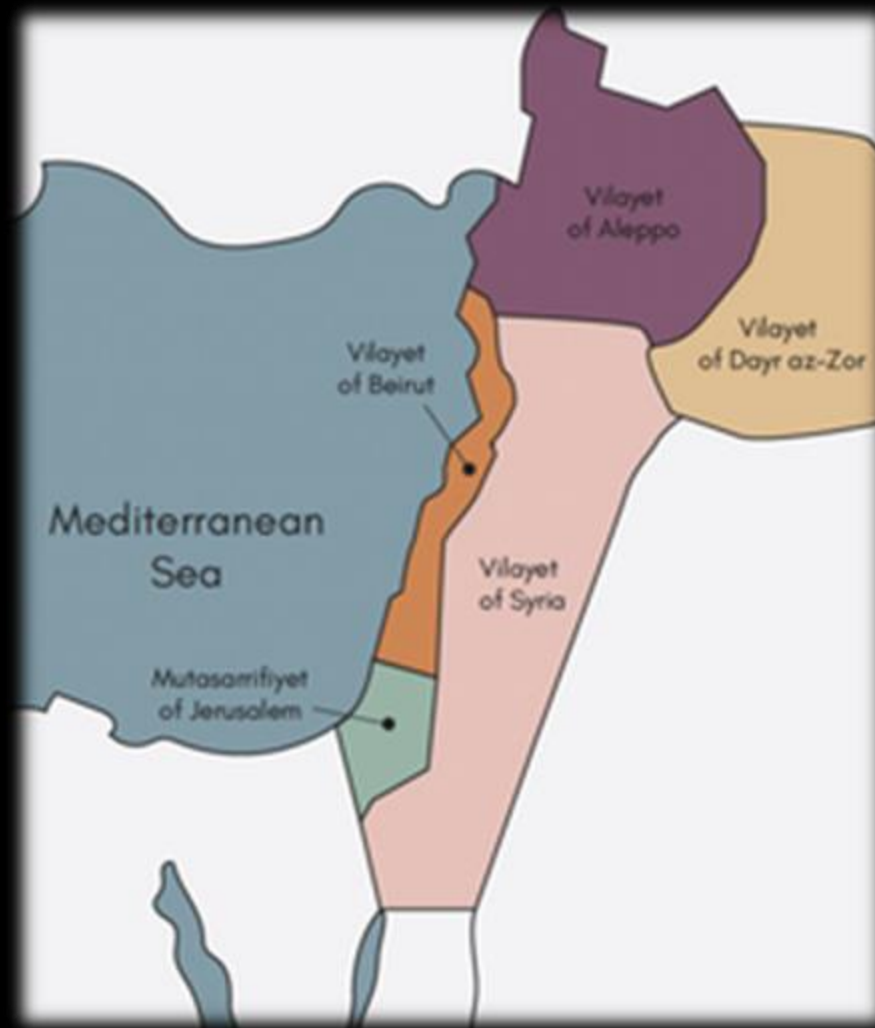 Vilayet
of Aleppo
Vilayet
of Dayr az-Zor
Vilayet
of Beirut
Mediterranean
Sea
Vilayet
of Syria
Mutasarrifiyet
of Jerusalem